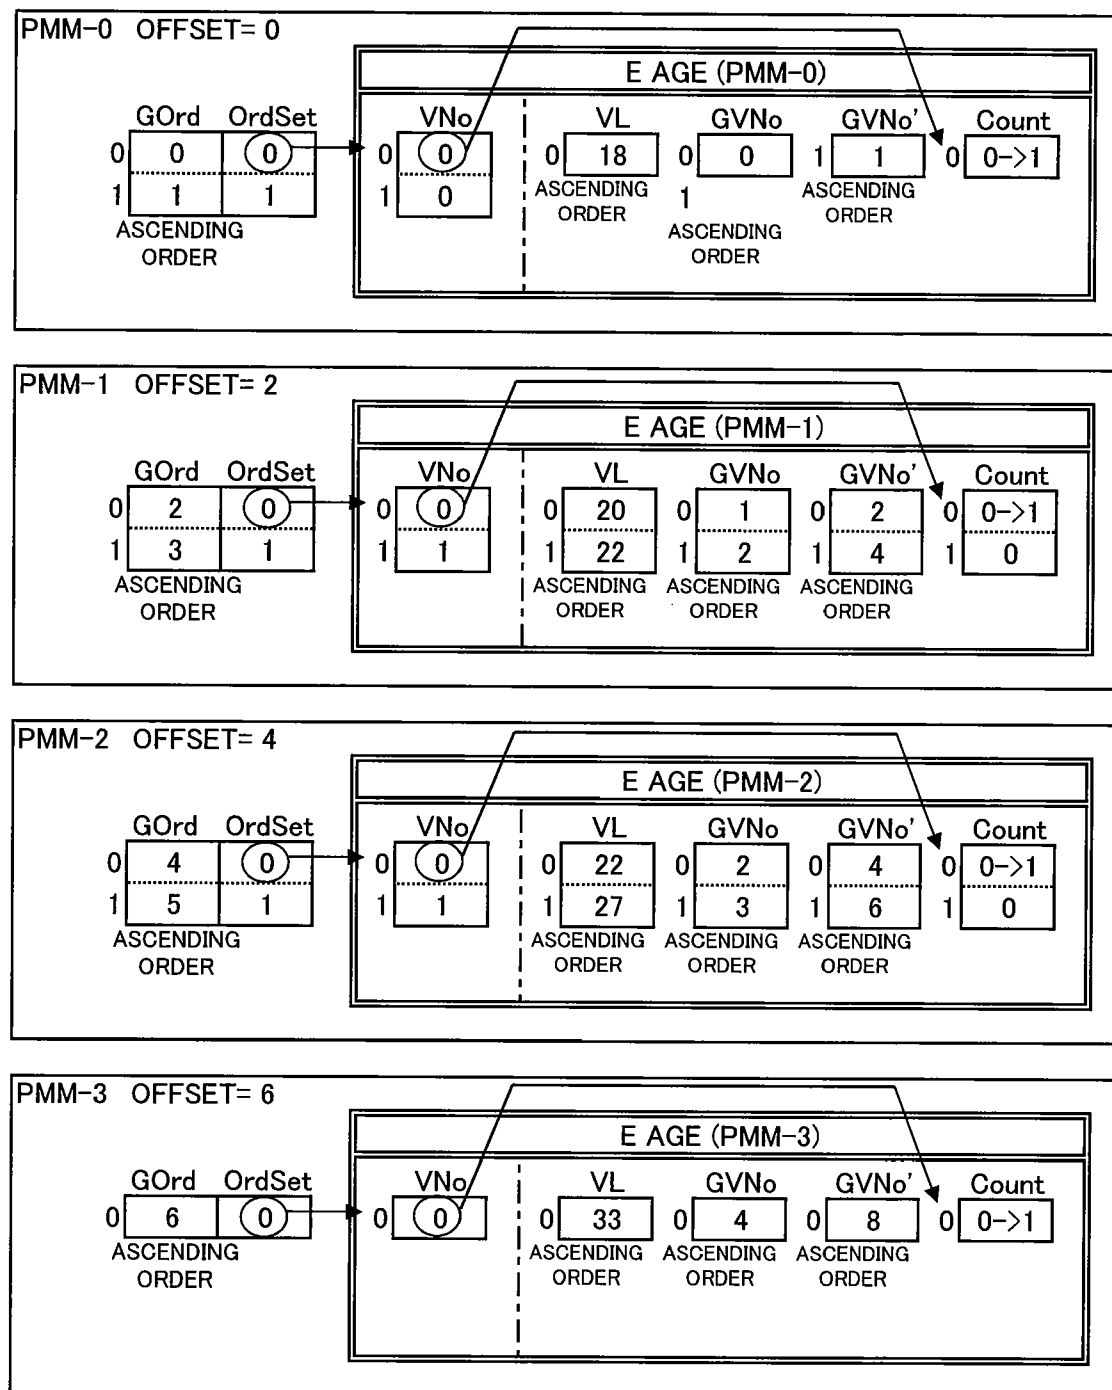 PMM-0 OFFSET= 0
E AGE (PMM-0)
GOrd OrdSet VNo VL GVNo GVNo' Count
0 0 0 0 0 0 18 0 0 1 1 0 0->1
1 1 1 1 0 ASCENDING ORDER 1 ASCENDING ORDER
ASCENDING ORDER ASCENDING ORDER
PMM-1 OFFSET= 2
E AGE (PMM-1)
GOrd OrdSet VNo VL GVNo GVNo' Count
0 2 0 0 0 0 20 0 1 0 2 0 0->1
1 3 1 1 1 1 22 1 2 1 4 1 0
ASCENDING ORDER ASCENDING ORDER ASCENDING ORDER ASCENDING ORDER
PMM-2 OFFSET= 4
E AGE (PMM-2)
GOrd OrdSet VNo VL GVNo GVNo' Count
0 4 0 0 0 0 22 0 2 0 4 0 0->1
1 5 1 1 1 1 27 1 3 1 6 1 0
ASCENDING ORDER ASCENDING ORDER ASCENDING ORDER ASCENDING ORDER
PMM-3 OFFSET= 6
E AGE (PMM-3)
GOrd OrdSet VNo VL GVNo GVNo' Count
0 6 0 0 0 0 33 0 4 0 8 0 0->1
ASCENDING ORDER ASCENDING ORDER ASCENDING ORDER ASCENDING ORDER